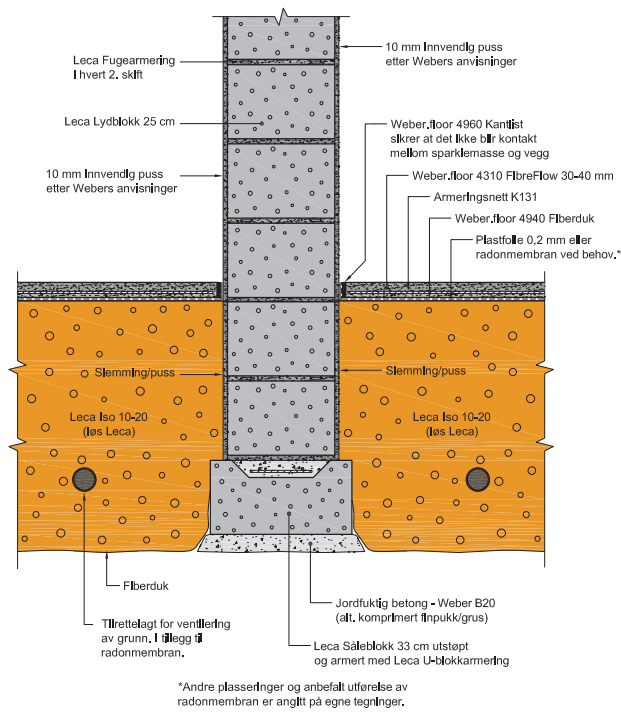 Leca Fugearmering
i hvert 2. skift
10 mm Innvendig puss
etter Webers anvisninger
Leca Lydblokk 25 cm
Weber.floor 4960 Kantlist
sikrer at det ikke blir kontakt
mellom sparklemasse og vegg
10 mm Innvendig puss
etter Webers anvisninger
Weber.floor 4310 FibreFlow 30-40 mm
Armeringsnett K131
Weber.floor 4940 Fiberduk
Plastfolie 0,2 mm eller
radonmembran ved behov.*
Slemming/puss
Slemming/puss
Leca Iso 10-20
(løs Leca)
Leca Iso 10-20
(løs Leca)
Fiberduk
Tilrettelagt for ventilering
av grunn. I tillegg til
radonmembran.
Jordfuktig betong - Weber B20
(alt. komprimert finpukk/grus)
Leca Såleblokk 33 cm utstøpt
og armert med Leca U-blokkarmering
*Andre plasseringer og anbefalt utførelse av
radonmembran er angitt på egne tegninger.